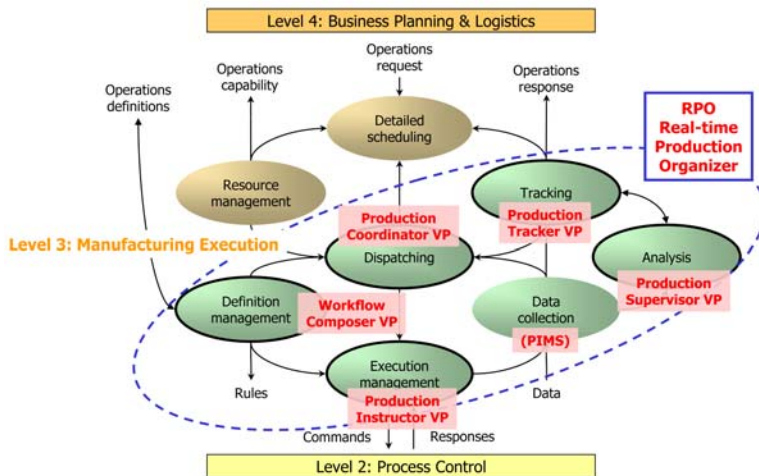 Level 4: Business Planning & Logistics
Operations
definitions
Operations
capability
Operations
request
Operations
response
RPO
Real-time
Production
Organizer
Detailed
scheduling
Resource
management
Tracking
Production
Coordinator VP
Production
Tracker VP
Level 3: Manufacturing Execution
Dispatching
Analysis
Production
Supervisor VP
Definition
management
Workflow
Composer VP
Data
collection
(PIMS)
Execution
management
Production
Instructor VP
Rules
Data
Commands
Responses
Level 2: Process Control